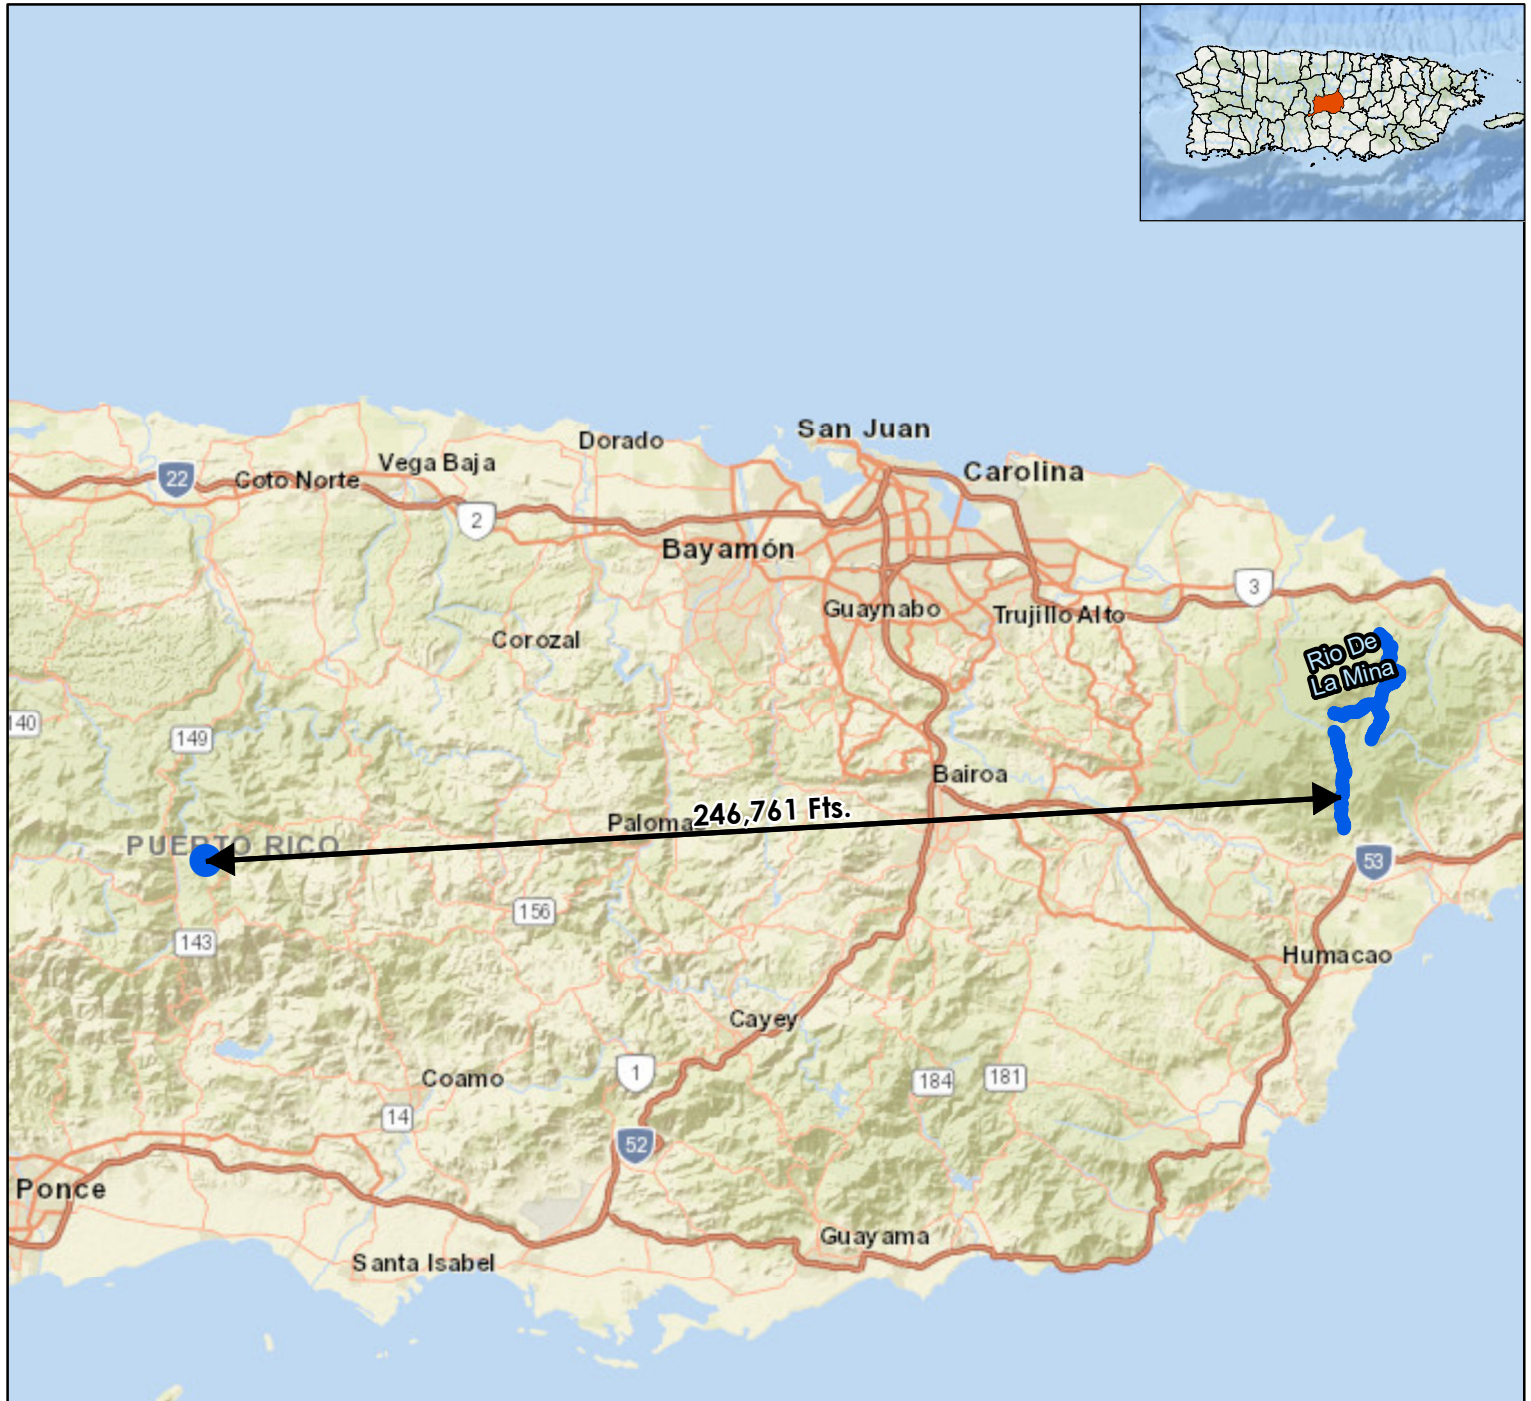 San Juan
Dorado
Vega Baja
Carolina
22
Coto Norte
2
Bayamón
3
Guaynabo
Trujillo Alto
Corozal
Rio De
La Mina
140
149
Bairoa
246,761 Fts.
PUERTO RICO
53
156
143
Humacao
Cayey
1
Coamo
184
181
14
52
Ponce
Guayama
Santa Isabel